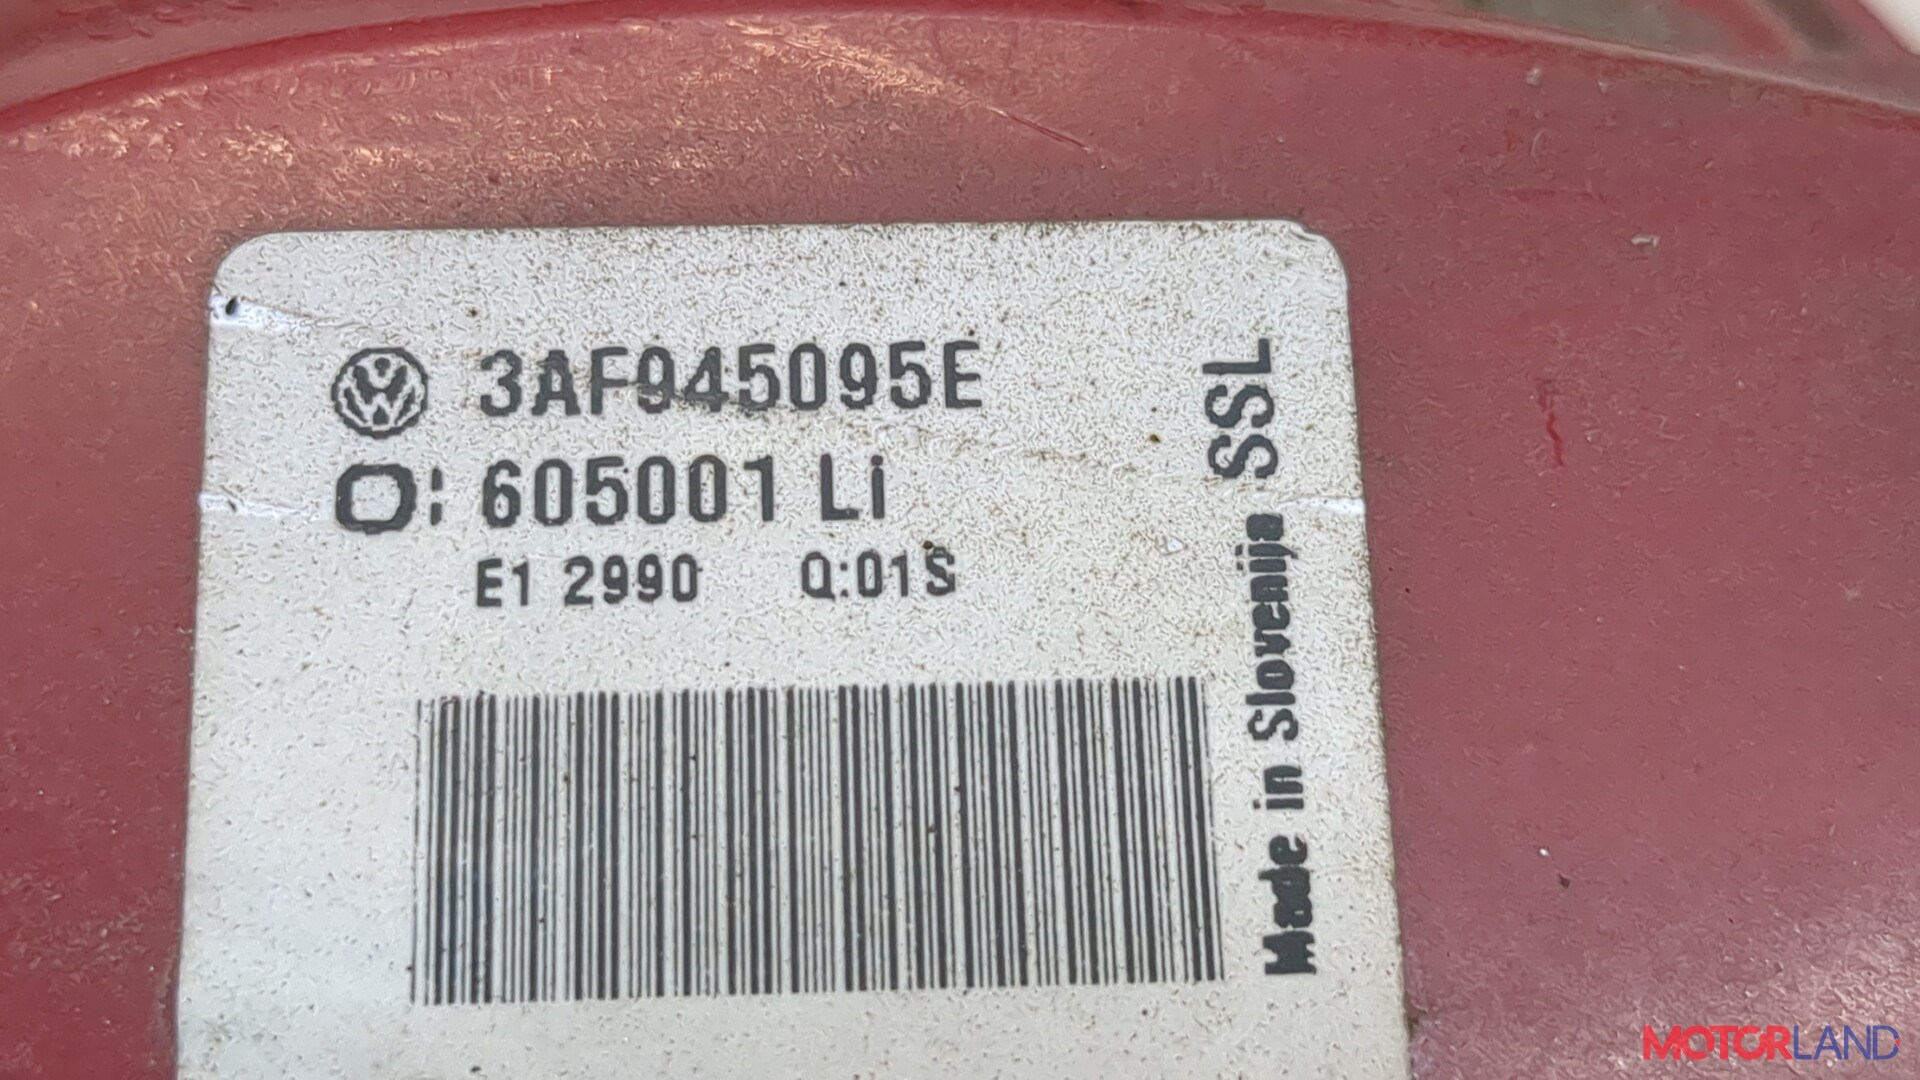 3AF945095E
O: 605001 Li
E1 2990 Q:01S
Made in Slovenija SSL
MOTORLAND